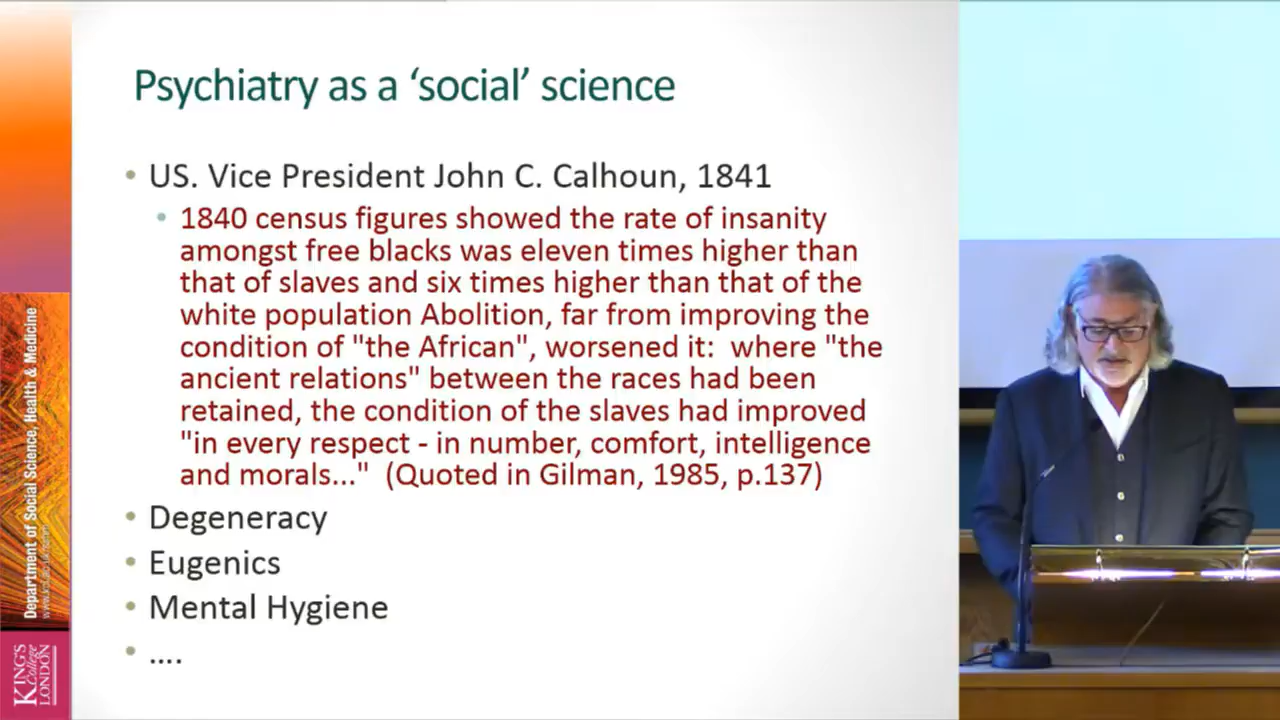 Psychiatry as a ‘social’ science
• US. Vice President John C. Calhoun, 1841
• 1840 census figures showed the rate of insanity
amongst free blacks was eleven times higher than
that of slaves and six times higher than that of the
white population Abolition, far from improving the
condition of "the African", worsened it: where "the
ancient relations" between the races had been
retained, the condition of the slaves had improved
"in every respect - in number, comfort, intelligence
and morals..." (Quoted in Gilman, 1985, p.137)
• Degeneracy
• Eugenics
• Mental Hygiene
• ....
Department of Social Science, Health & Medicine
KING'S
College
LONDON